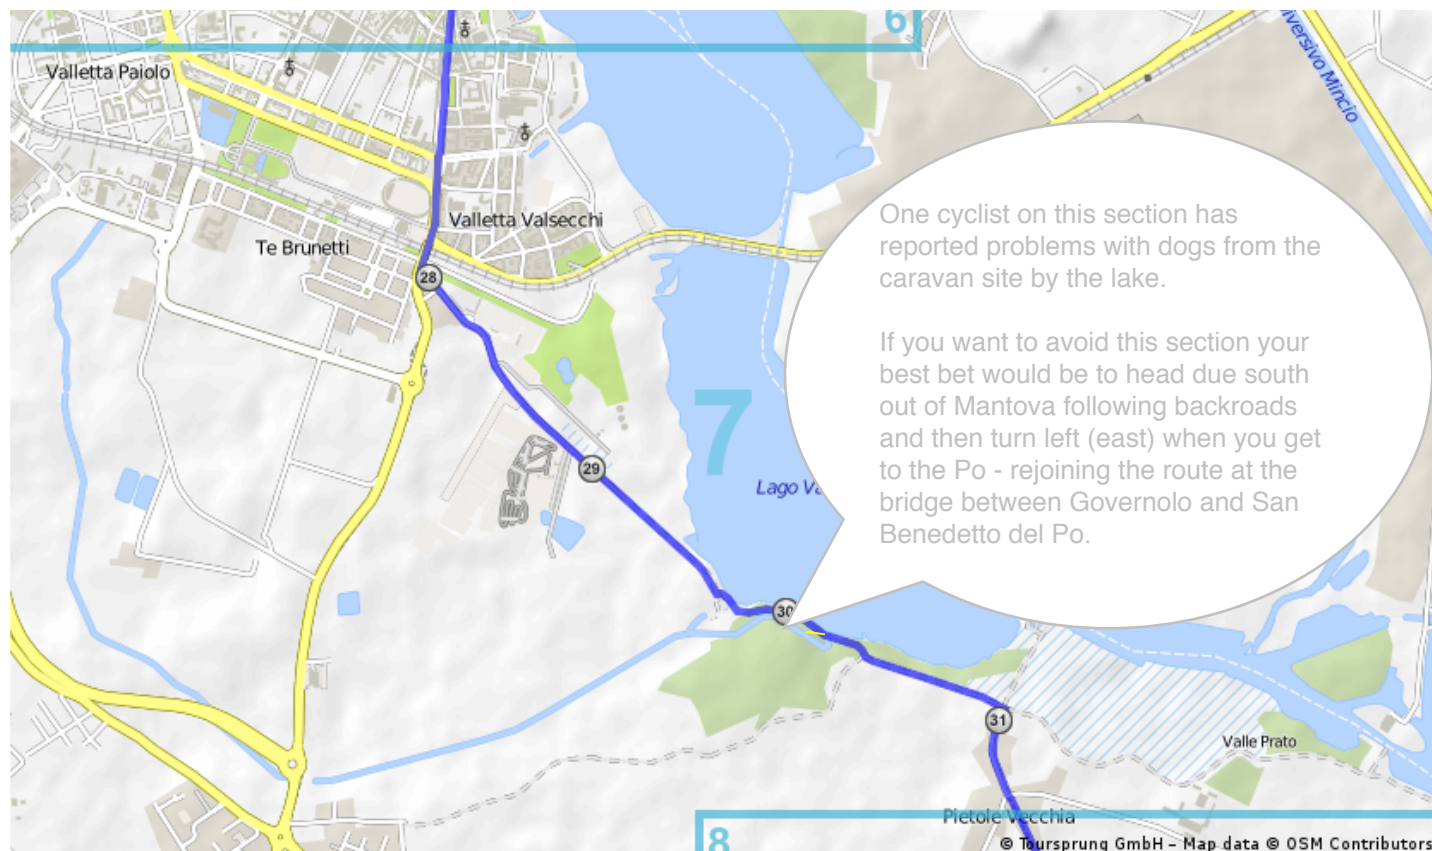 6
iversivo Mincio
Valletta Paiolo
Valletta Valsecchi
Te Brunetti
28
One cyclist on this section has
reported problems with dogs from the
caravan site by the lake.
If you want to avoid this section your
best bet would be to head due south
out of Mantova following backroads
and then turn left (east) when you get
to the Po - rejoining the route at the
bridge between Governolo and San
Benedetto del Po.
7
29
Lago Va
30
31
Valle Prato
Pietole Vecchia
8
© Toursprung GmbH – Map data © OSM Contributors